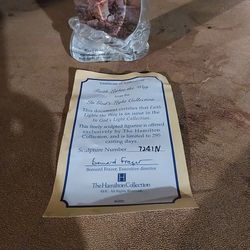 Certificate of Authenticity
Faith Lights the Way
from the
In God's Light Collection
This document certifies that Faith
Lights the Way is an issue in the
In God's Light Collection.
This finely sculpted figurine is offered
exclusively by The Hamilton
Collection, and is limited to 295
casting days.
Sculpture Number 7241N
Bernard Fraser
Bernard Fraser, Executive director
H
The Hamilton Collection
All Rights Reserved.